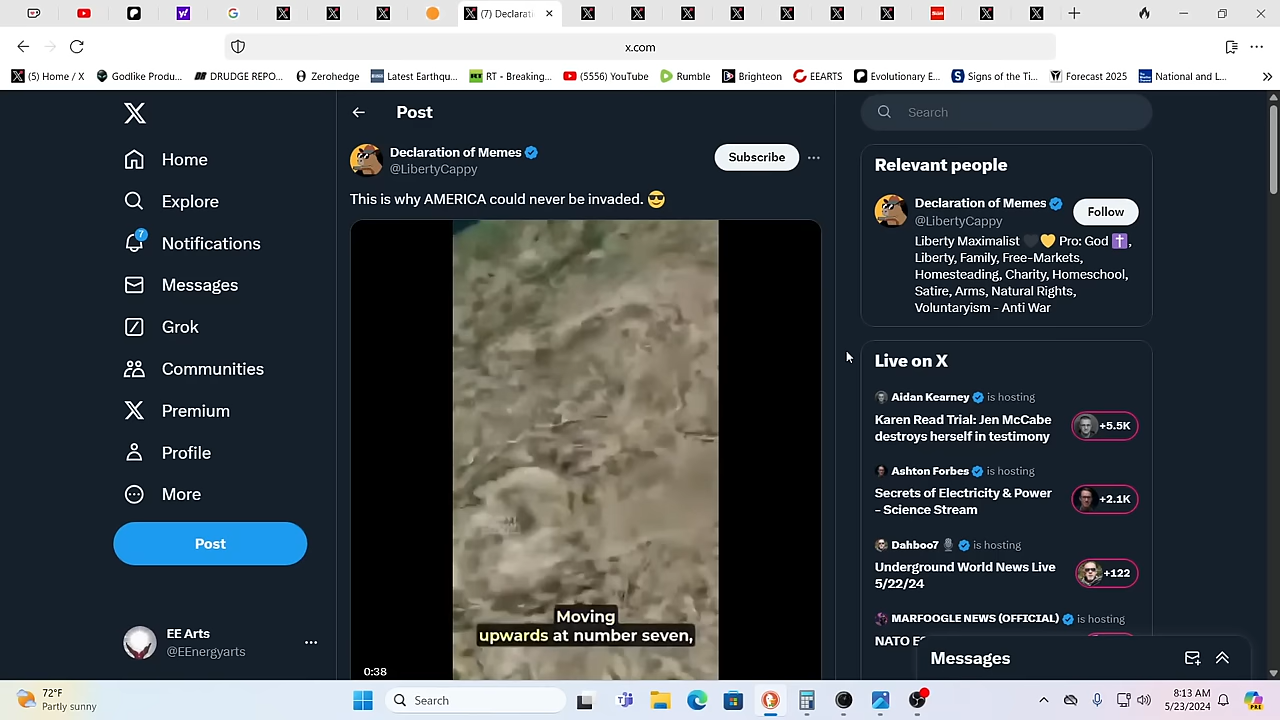 (7) Declarati
x.com
(5) Home / X
Godlike Produ...
DRUDGE REPO...
Zerohedge
Latest Earthqu...
RT - Breaking...
(5556) YouTube
Rumble
Brighteon
EEARTS
Evolutionary E...
Signs of the Ti...
Forecast 2025
National and L...
Home
Explore
7
Notifications
Messages
Grok
Communities
Premium
Profile
More
Post
EE Arts
@EEnergyarts
Post
Declaration of Memes
@LibertyCappy
Subscribe
This is why AMERICA could never be invaded. 😎
Moving
upwards at number seven,
0:38
Search
Relevant people
Declaration of Memes
@LibertyCappy
Follow
Liberty Maximalist 🖤💛 Pro: God ✝️,
Liberty, Family, Free-Markets,
Homesteading, Charity, Homeschool,
Satire, Arms, Natural Rights,
Voluntaryism - Anti War
Live on X
Aidan Kearney is hosting
Karen Read Trial: Jen McCabe
destroys herself in testimony
+5.5K
Ashton Forbes is hosting
Secrets of Electricity & Power
- Science Stream
+2.1K
Dahboo7 🎙️ is hosting
Underground World News Live
5/22/24
+122
MARFOOGLE NEWS (OFFICIAL) is hosting
NATO
Messages
72°F
Partly sunny
Search
8:13 AM
5/23/2024